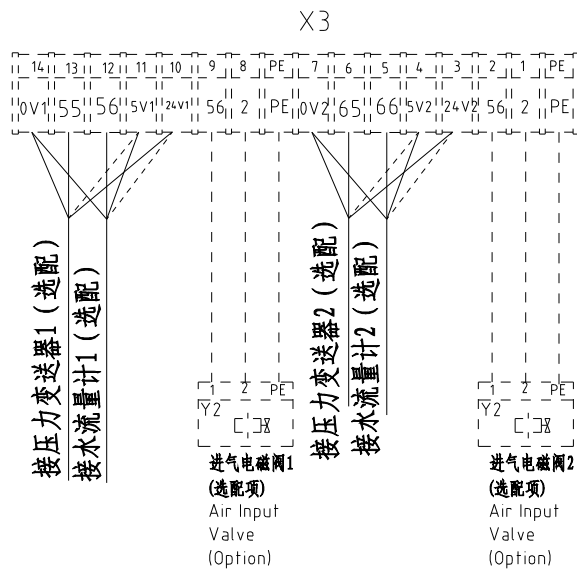 X3
14 13 12 11 10 9 8 PE 7 6 5 4 3 2 1 PE
0V1 55 56 5V1 24V1 56 2 PE 0V2 65 66 5V2 24V2 56 2 PE
接压力变送器1(选配)
接水流量计1(选配)
接压力变送器2(选配)
接水流量计2(选配)
1 2 PE
Y2
进气电磁阀1
(选配项)
Air Input
Valve
(Option)
1 2 PE
Y2
进气电磁阀2
(选配项)
Air Input
Valve
(Option)